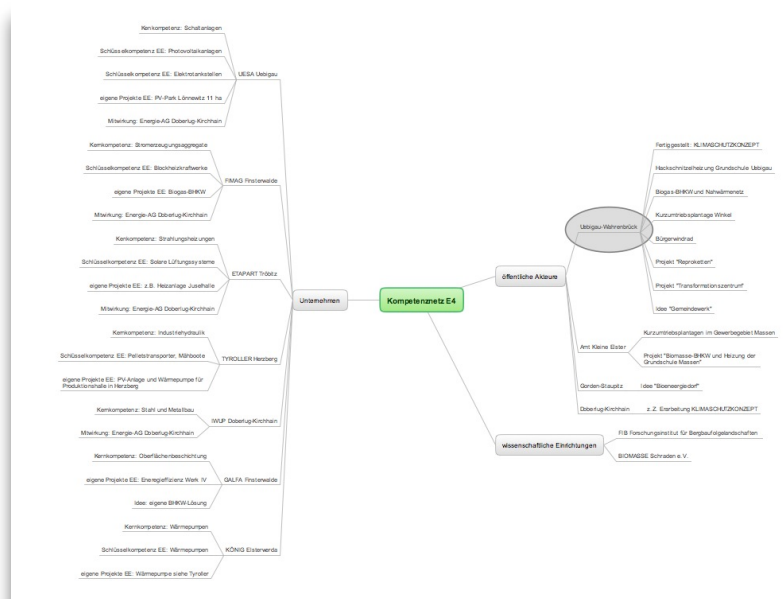 Kernkompetenz: Schaltanlagen
Schlüsselkompetenz EE: Photovoltaikanlagen
Schlüsselkompetenz EE: Elektrotankstellen
eigene Projekte EE: PV-Park Lönnewitz 11 ha
Mitwirkung: Energie-AG Doberlug-Kirchhain
UESA Uebigau
Kernkompetenz: Stromerzeugungsaggregate
Schlüsselkompetenz EE: Blockheizkraftwerke
eigene Projekte EE: Biogas-BHKW
Mitwirkung: Energie-AG Doberlug-Kirchhain
FIMAG Finsterwalde
Kernkompetenz: Strahlungsheizungen
Schlüsselkompetenz EE: Solare Lüftungssysteme
eigene Projekte EE: z.B. Heizanlage Jusehalle
Mitwirkung: Energie-AG Doberlug-Kirchhain
ETAPART Tröbitz
Kernkompetenz: Industriehydraulik
Schlüsselkompetenz EE: Pelletstransporter, Mähboote
eigene Projekte EE: PV-Anlage und Wärmepumpe für
Produktionshalle in Herzberg
TYROLLER Herzberg
Kernkompetenz: Stahl und Metallbau
Mitwirkung: Energie-AG Doberlug-Kirchhain
IWUP Doberlug-Kirchhain
Kernkompetenz: Oberflächenbeschichtung
eigene Projekte EE: Eneregieffizienz Werk IV
Idee: eigene BHKW-Lösung
GALFA Finsterwalde
Kernkompetenz: Wärmepumpen
Schlüsselkompetenz EE: Wärmepumpen
eigene Projekte EE: Wärmepumpe siehe Tyroller
KÖNIG Elsterwerda
Unternehmen
Kompetenznetz E4
öffentliche Akteure
Uebigau-Wahrenbrück
Fertiggestellt: KLIMASCHUTZKONZEPT
Hackschnitzelheizung Grundschule Uebigau
Biogas-BHKW und Nahwärmenetz
Kurzumtriebsplantage Winkel
Bürgerwindrad
Projekt "Reproketten"
Projekt "Transformationszentrum"
Idee "Gemeindewerk"
Amt Kleine Elster
Kurzumtriebsplantagen im Gewerbegebiet Massen
Projekt "Biomasse-BHKW und Heizung der
Grundschule Massen"
Gorden-Staupitz
Idee "Bioenergiedorf"
Doberlug-Kirchhain
z. Z. Erarbeitung KLIMASCHUTZKONZEPT
wissenschaftliche Einrichtungen
FIB Forschungsinstitut für Bergbaufolgelandschaften
BIOMASSE Schraden e.V.